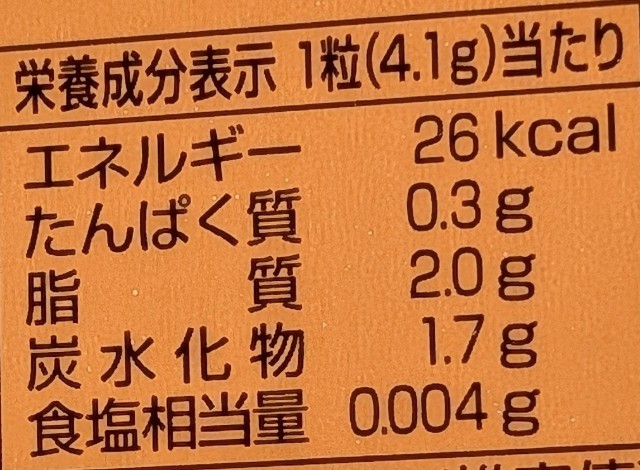 栄養成分表示 1粒(4.1g)当たり
エネルギー 26kcal
たんぱく質 0.3g
脂質 2.0g
炭水化物 1.7g
食塩相当量 0.004g